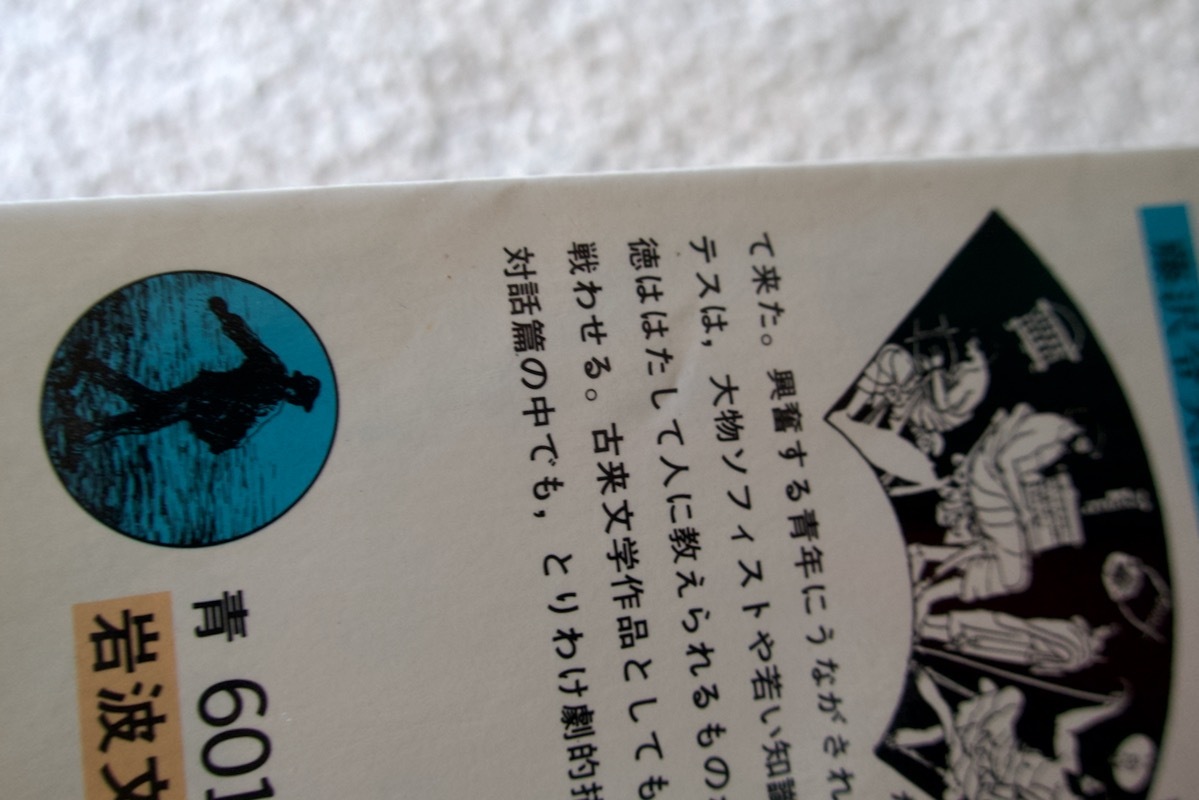 て来た。興奮する青年にうながされ
テスは，大物ソフィストや若い知識
徳ははたして人に教えられるもの
戦わせる。古来文学作品としても
対話篇の中でも，とりわけ劇的
青 601
岩波文